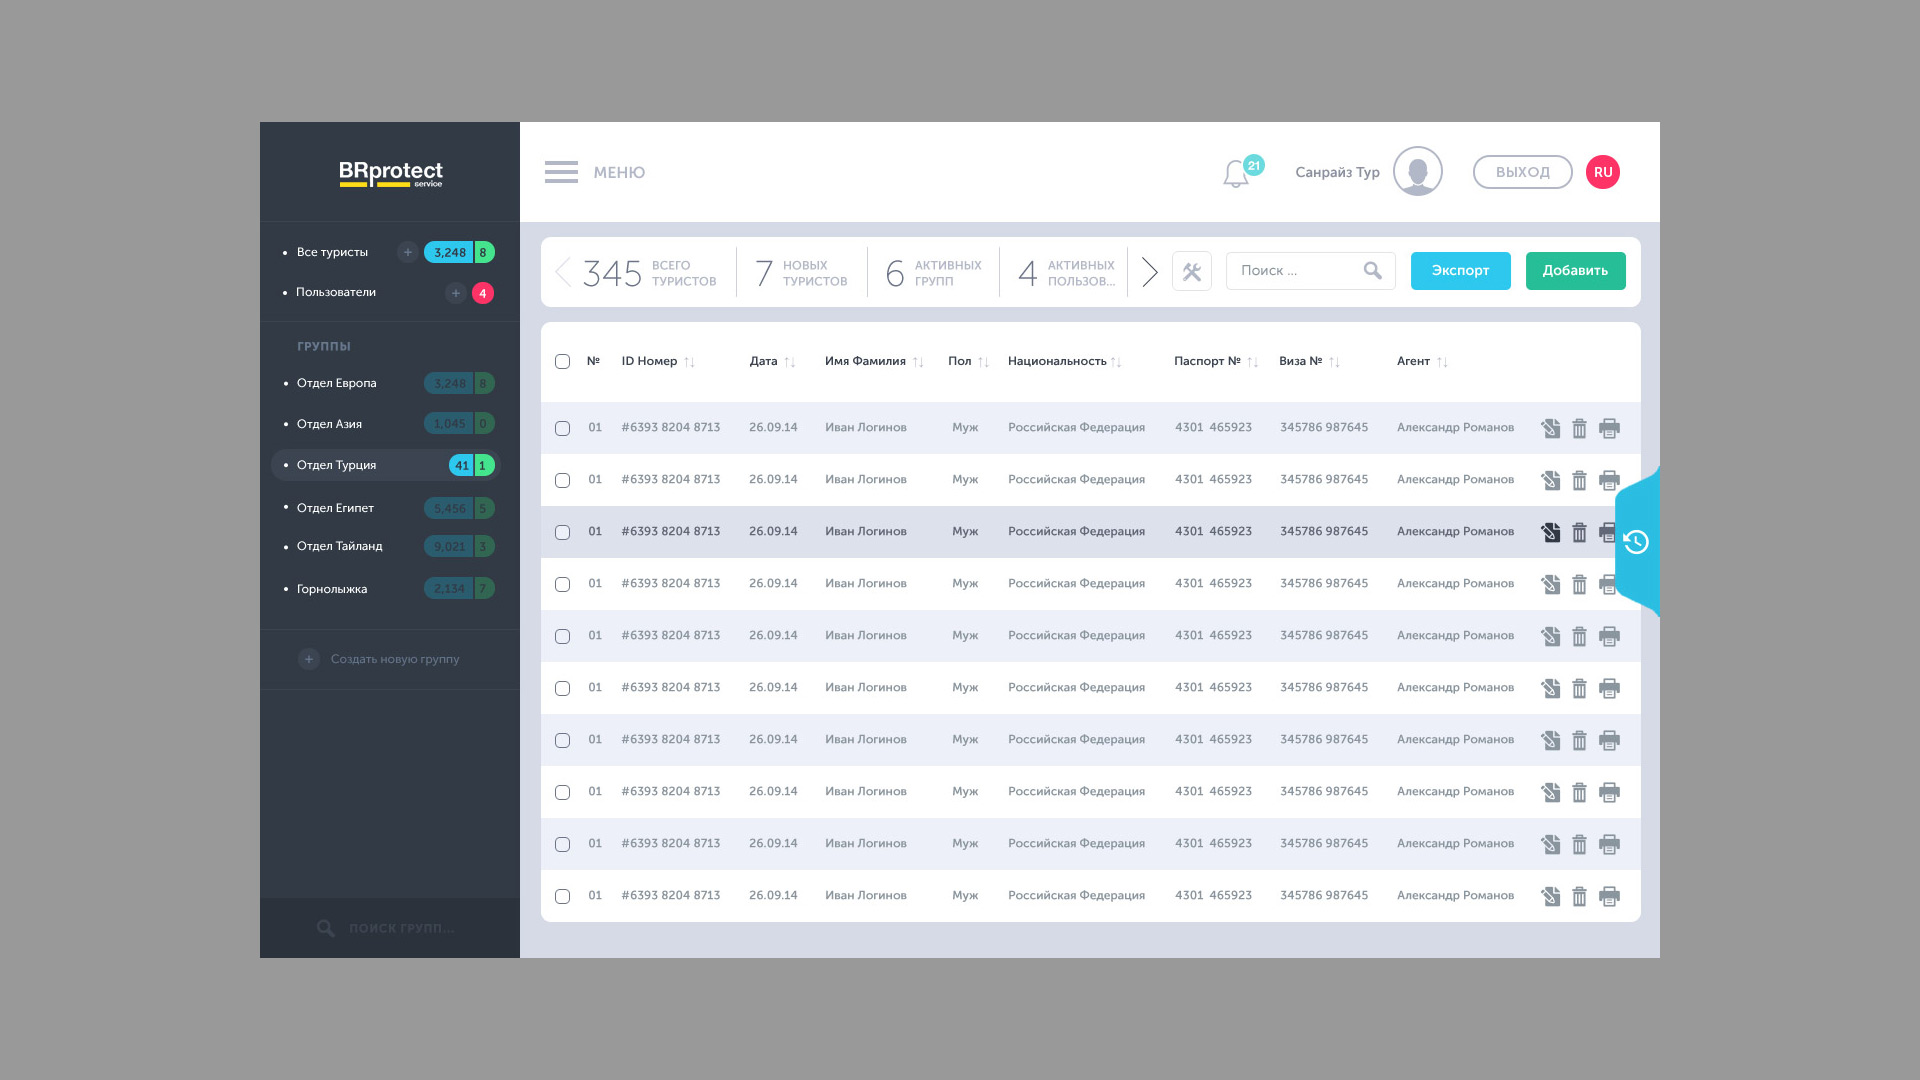 BRprotect
service
МЕНЮ
21
Санрайз Тур
ВЫХОД
RU
• Все туристы + 3,248 8
• Пользователи + 4
ГРУППЫ
• Отдел Европа 3,248 8
• Отдел Азия 1,045 0
• Отдел Турция 41 1
• Отдел Египет 5,456 5
• Отдел Тайланд 9,021 3
• Горнолыжка 2,134 7
+ Создать новую группу
ПОИСК ГРУПП...
345 ВСЕГО
ТУРИСТОВ
7 НОВЫХ
ТУРИСТОВ
6 АКТИВНЫХ
ГРУПП
4 АКТИВНЫХ
ПОЛЬЗОВ...
Поиск ...
Экспорт
Добавить
№ ID Номер Дата Имя Фамилия Пол Национальность Паспорт № Виза № Агент
01 #6393 8204 8713 26.09.14 Иван Логинов Муж Российская Федерация 4301 465923 345786 987645 Александр Романов
01 #6393 8204 8713 26.09.14 Иван Логинов Муж Российская Федерация 4301 465923 345786 987645 Александр Романов
01 #6393 8204 8713 26.09.14 Иван Логинов Муж Российская Федерация 4301 465923 345786 987645 Александр Романов
01 #6393 8204 8713 26.09.14 Иван Логинов Муж Российская Федерация 4301 465923 345786 987645 Александр Романов
01 #6393 8204 8713 26.09.14 Иван Логинов Муж Российская Федерация 4301 465923 345786 987645 Александр Романов
01 #6393 8204 8713 26.09.14 Иван Логинов Муж Российская Федерация 4301 465923 345786 987645 Александр Романов
01 #6393 8204 8713 26.09.14 Иван Логинов Муж Российская Федерация 4301 465923 345786 987645 Александр Романов
01 #6393 8204 8713 26.09.14 Иван Логинов Муж Российская Федерация 4301 465923 345786 987645 Александр Романов
01 #6393 8204 8713 26.09.14 Иван Логинов Муж Российская Федерация 4301 465923 345786 987645 Александр Романов
01 #6393 8204 8713 26.09.14 Иван Логинов Муж Российская Федерация 4301 465923 345786 987645 Александр Романов